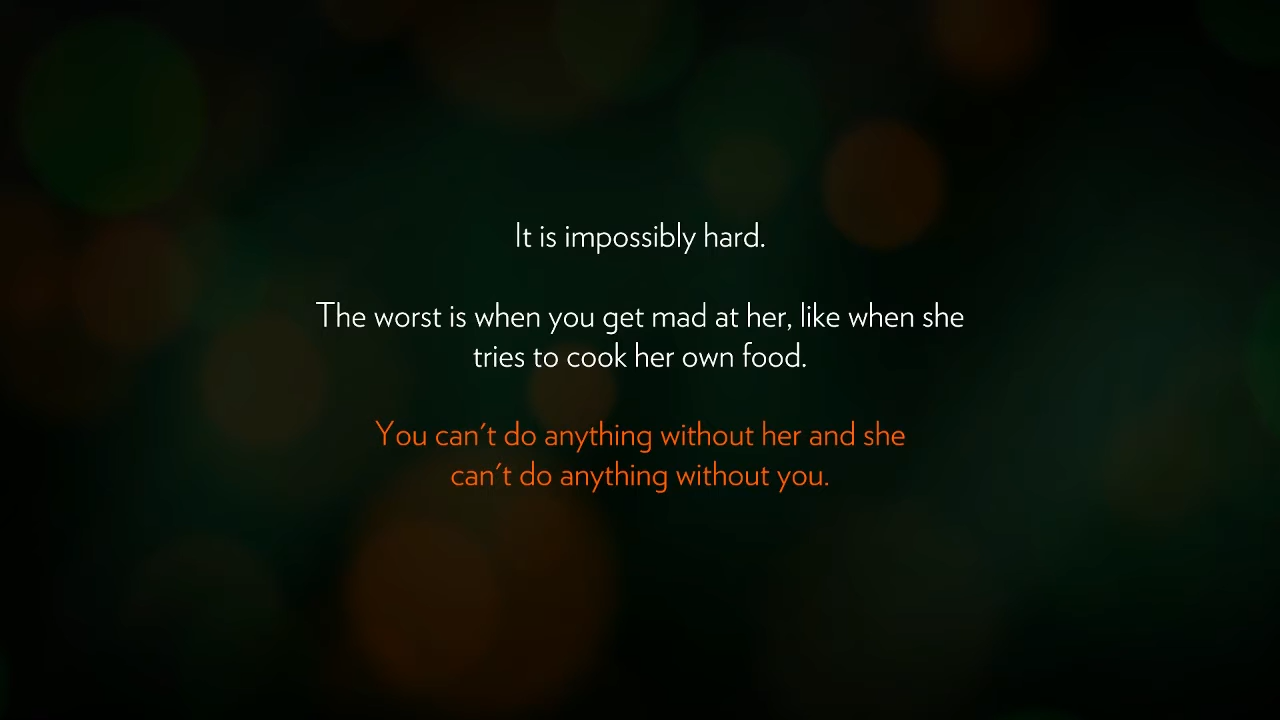 It is impossibly hard.
The worst is when you get mad at her, like when she
tries to cook her own food.
You can't do anything without her and she
can't do anything without you.